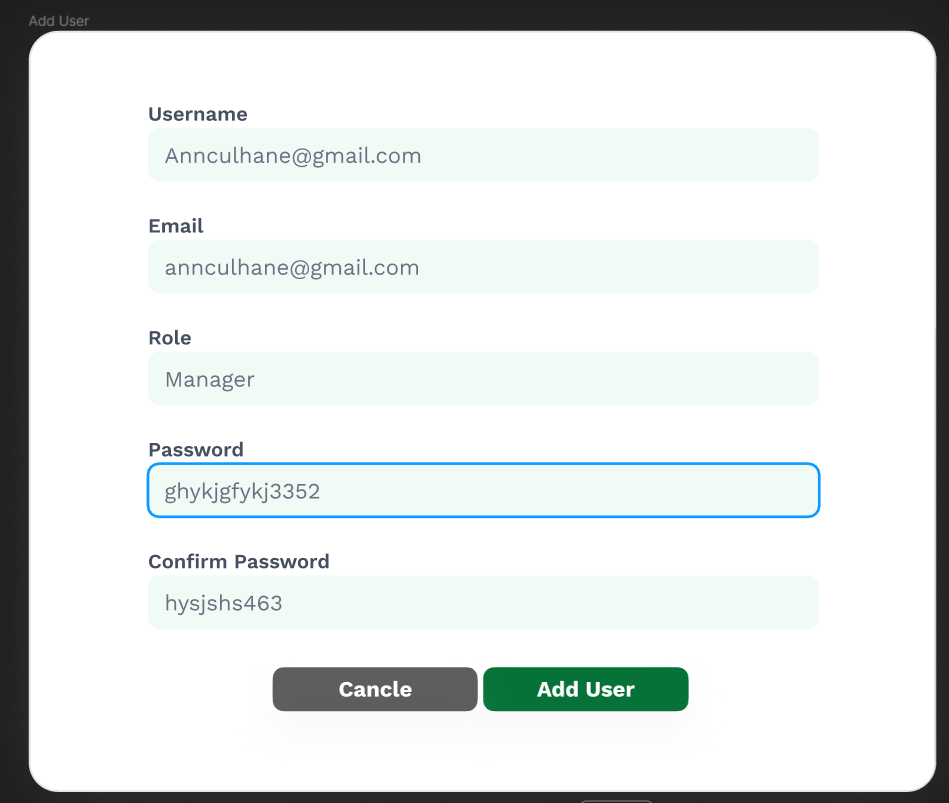 Add User
Username
Annculhane@gmail.com
Email
annculhane@gmail.com
Role
Manager
Password
ghykjgfykj3352
Confirm Password
hysjshs463
Cancle
Add User